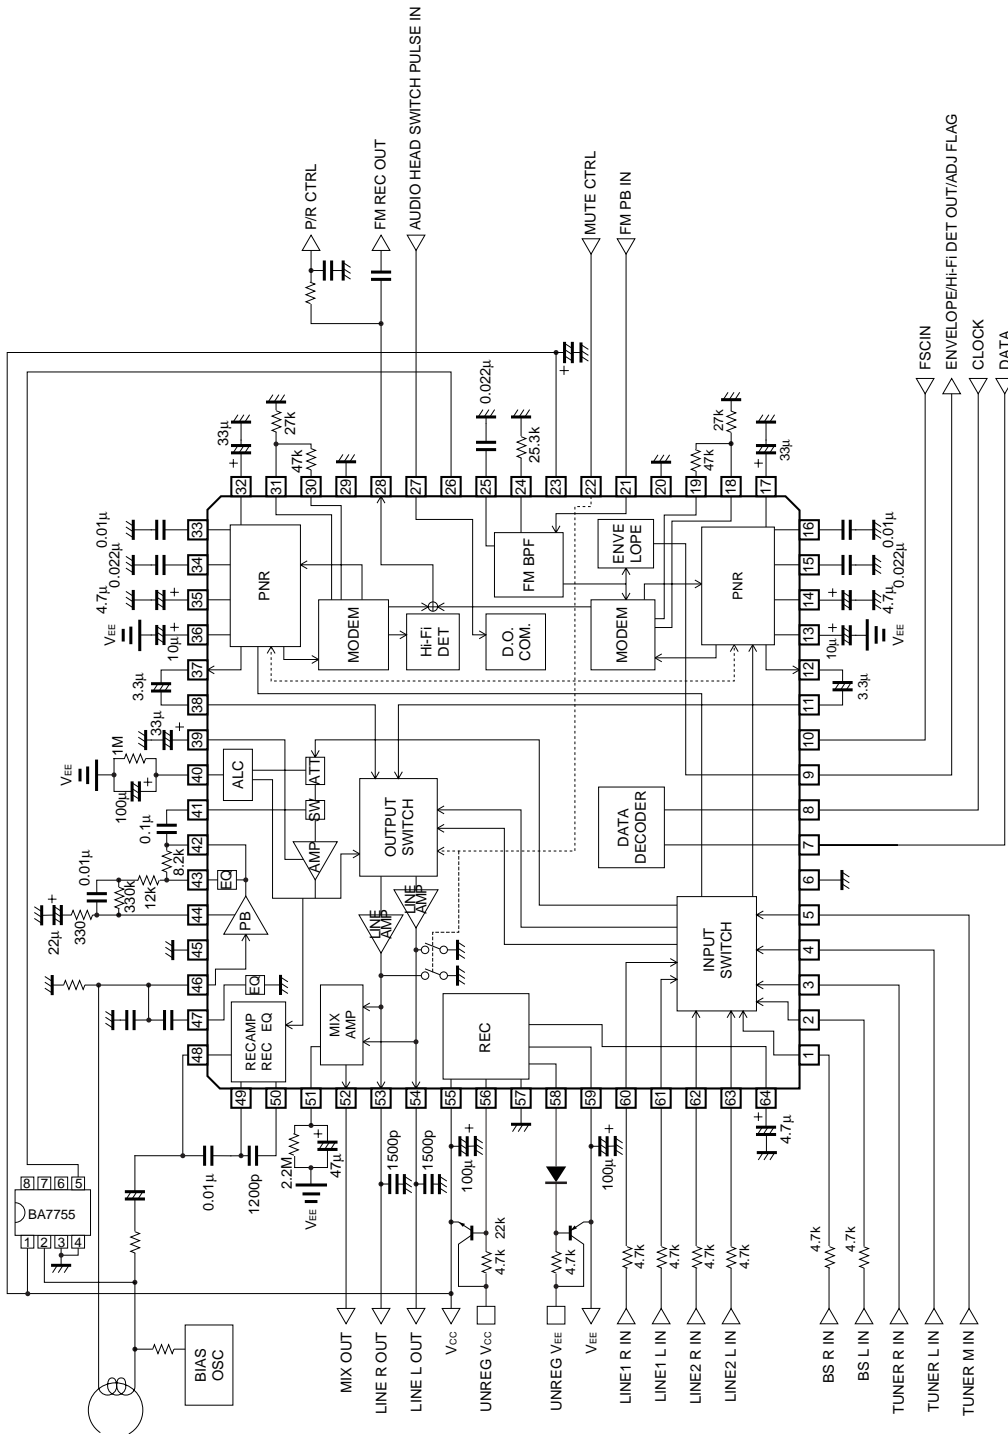 P/R CTRL
FM REC OUT
AUDIO HEAD SWITCH PULSE IN
MUTE CTRL
FM PB IN
FSCIN
ENVELOPE/Hi-Fi DET OUT/ADJ FLAG
CLOCK
DATA
33μ
27k
47k
0.022μ
25.3k
47k
27k
33μ
+
+
+
32
31
30
29
28
27
26
25
24
23
22
21
20
19
18
17
0.01μ
0.022μ
4.7μ
+
VEE
10μ
+
3.3μ
33μ
+
1M
VEE
100μ
+
0.1μ
8.2k
0.01μ
330k
12k
22μ
+
330
33
34
35
36
37
38
39
40
41
42
43
44
45
46
47
48
16
15
14
13
12
11
10
9
8
7
6
5
4
3
2
1
0.01μ
0.022μ
4.7μ
+
10μ
+
VEE
3.3μ
PNR
MODEM
Hi-Fi DET
D.O. COM.
FM BPF
ENVE LOPE
MODEM
PNR
ALC
ATT
SW
AMP
OUTPUT SWITCH
DATA DECODER
EQ
PB
LINE AMP
LINE AMP
EQ
RECAMP REC EQ
MIX AMP
REC
INPUT SWITCH
49
50
51
52
53
54
55
56
57
58
59
60
61
62
63
64
8
7
6
5
BA7755
1
2
3
4
0.01μ
1200p
2.2M
47μ
+
VEE
1500p
1500p
100μ
+
22k
4.7k
4.7k
100μ
+
4.7k
4.7k
4.7k
4.7k
4.7μ
+
4.7k
4.7k
BIAS OSC
MIX OUT
LINE R OUT
LINE L OUT
VCC
UNREG VCC
UNREG VEE
VEE
LINE1 R IN
LINE1 L IN
LINE2 R IN
LINE2 L IN
BS R IN
BS L IN
TUNER R IN
TUNER L IN
TUNER M IN